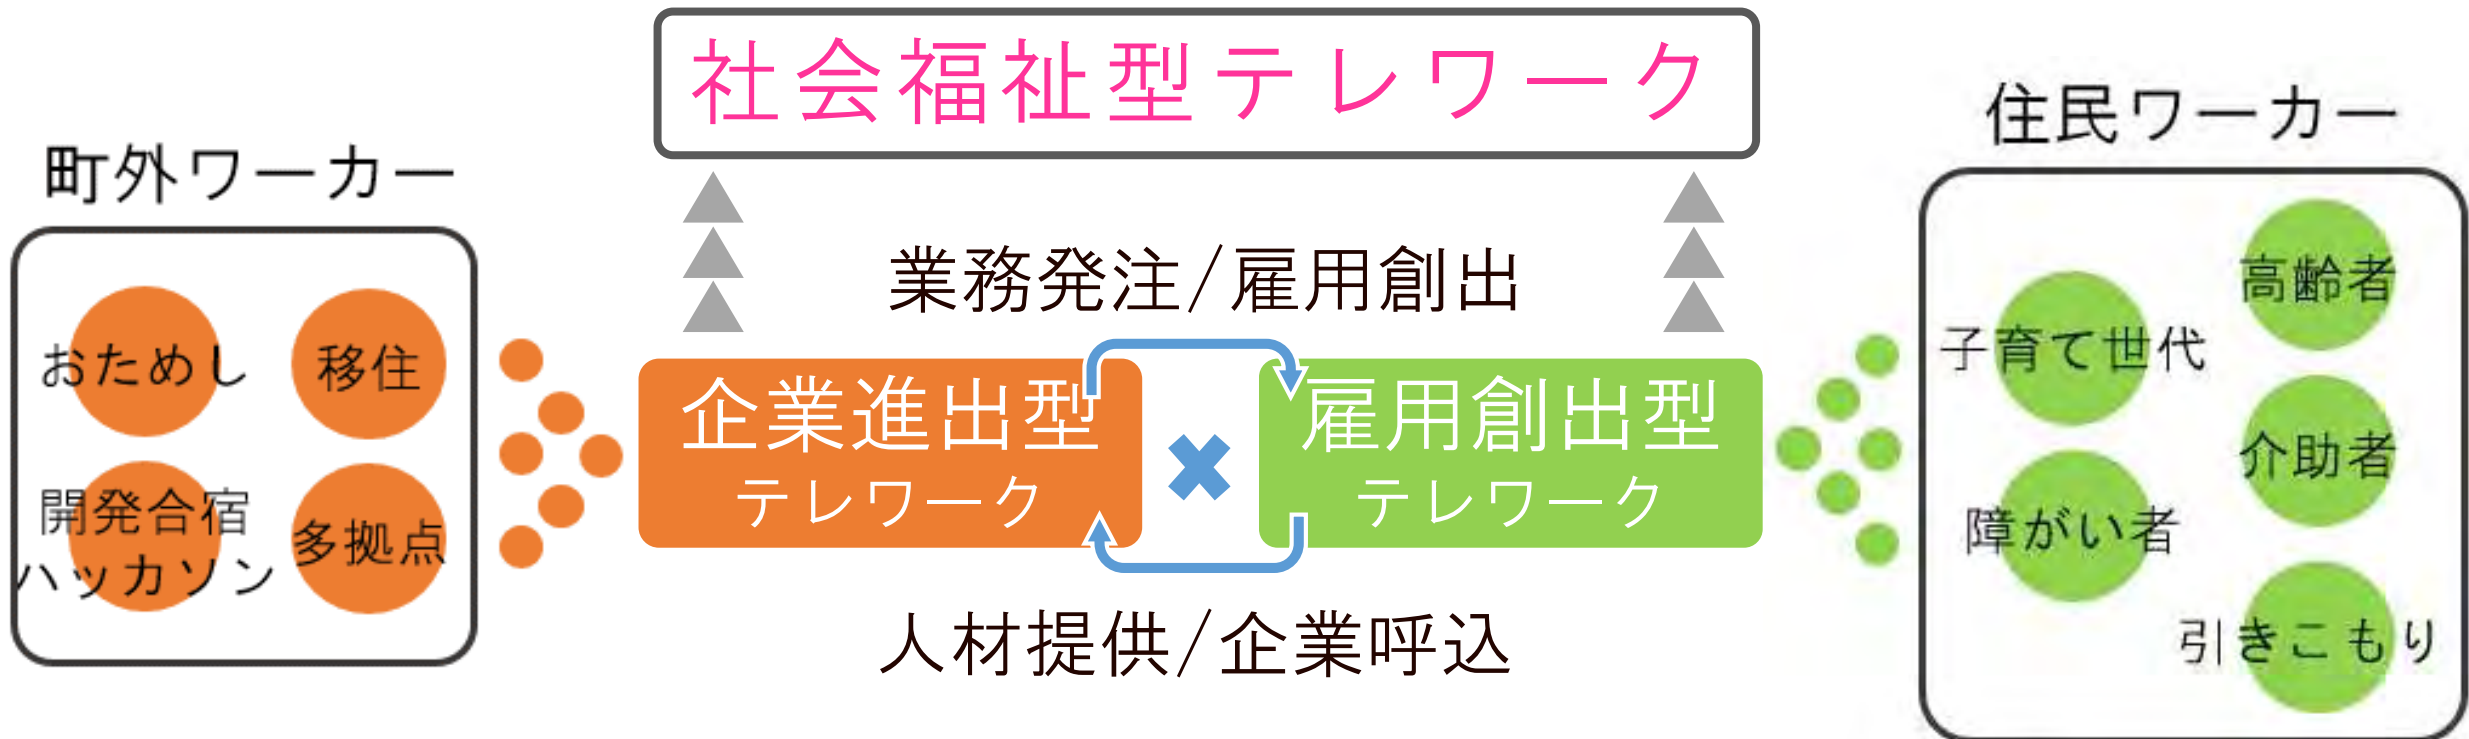 社会福祉型テレワーク
町外ワーカー
おためし
移住
開発合宿
ハッカソン
多拠点
業務発注/雇用創出
企業進出型
テレワーク
雇用創出型
テレワーク
人材提供/企業呼込
住民ワーカー
高齢者
子育て世代
介助者
障がい者
引きこもり